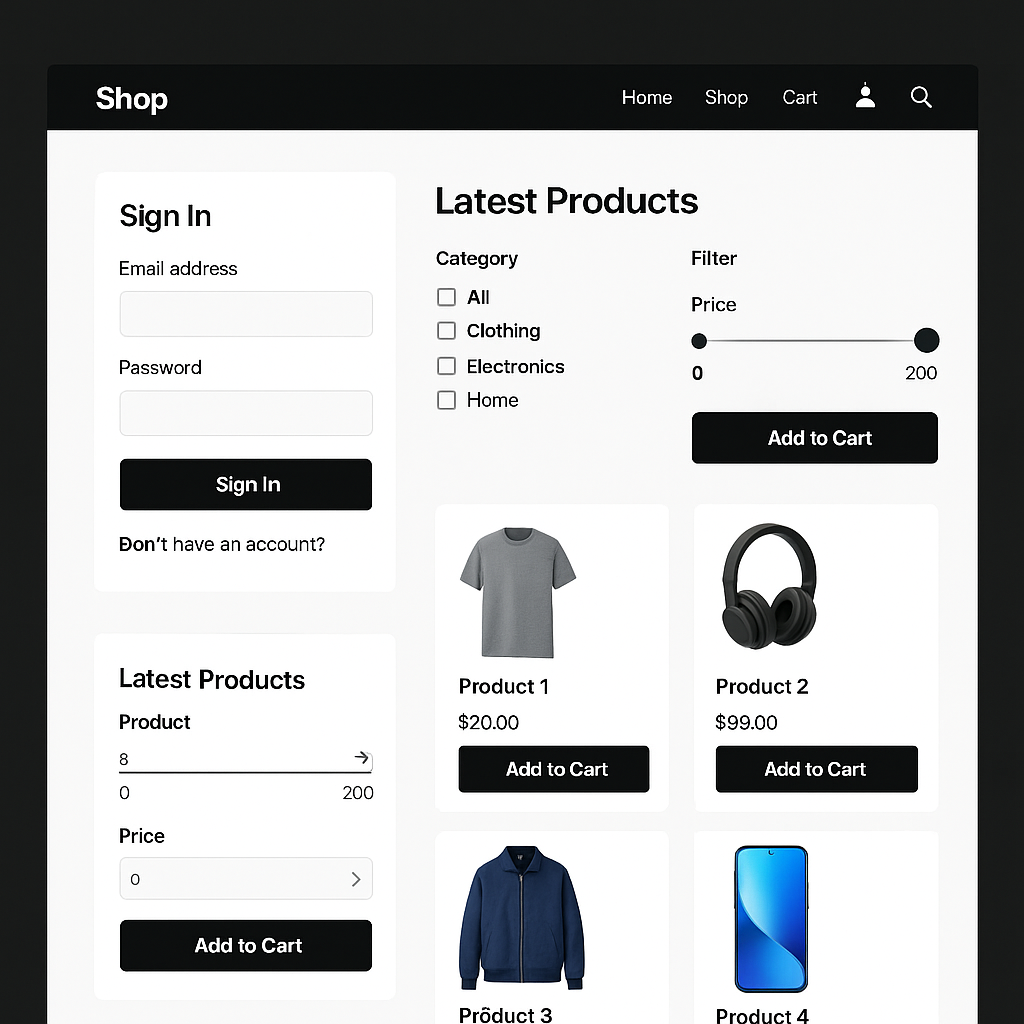 Shop
Home Shop Cart
Sign In
Email address
Password
Sign In
Don't have an account?
Latest Products
Product
8
0 200
Price
0
Add to Cart
Latest Products
Category
All
Clothing
Electronics
Home
Filter
Price
0 200
Add to Cart
Product 1
$20.00
Add to Cart
Product 2
$99.00
Add to Cart
Prôduct 3
Product 4